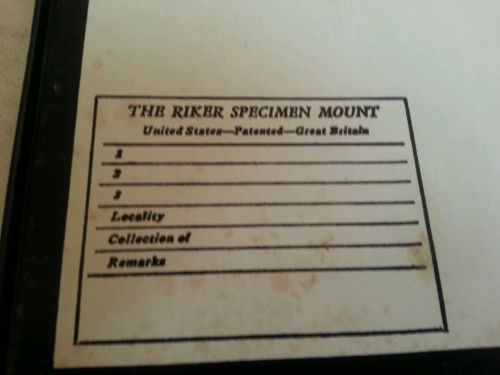 THE RIKER SPECIMEN MOUNT
United States—Patented—Great Britain
1
2
3
Locality
Collection of
Remarks